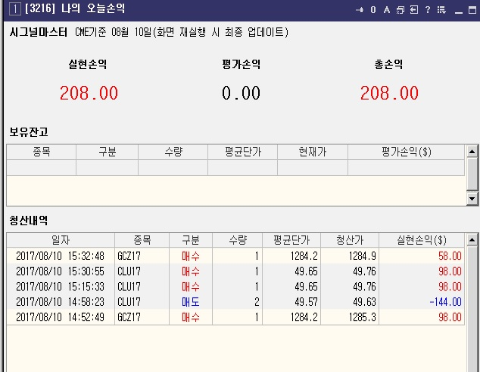 [3216] 나의 오늘손익
시그널마스터 CME기준 08월 10일(화면 재실행 시 최종 업데이트)
실현손익 평가손익 총손익
208.00 0.00 208.00
보유잔고
종목 구분 수량 평균단가 현재가 평가손익($)
청산내역
일자 종목 구분 수량 평균단가 청산가 실현손익($)
2017/08/10 15:32:48 GCZ17 매수 1 1284.2 1284.9 58.00
2017/08/10 15:30:55 CLU17 매수 1 49.65 49.76 98.00
2017/08/10 15:15:33 CLU17 매수 1 49.65 49.76 98.00
2017/08/10 14:58:23 CLU17 매도 2 49.57 49.63 -144.00
2017/08/10 14:52:49 GCZ17 매수 1 1284.2 1285.3 98.00